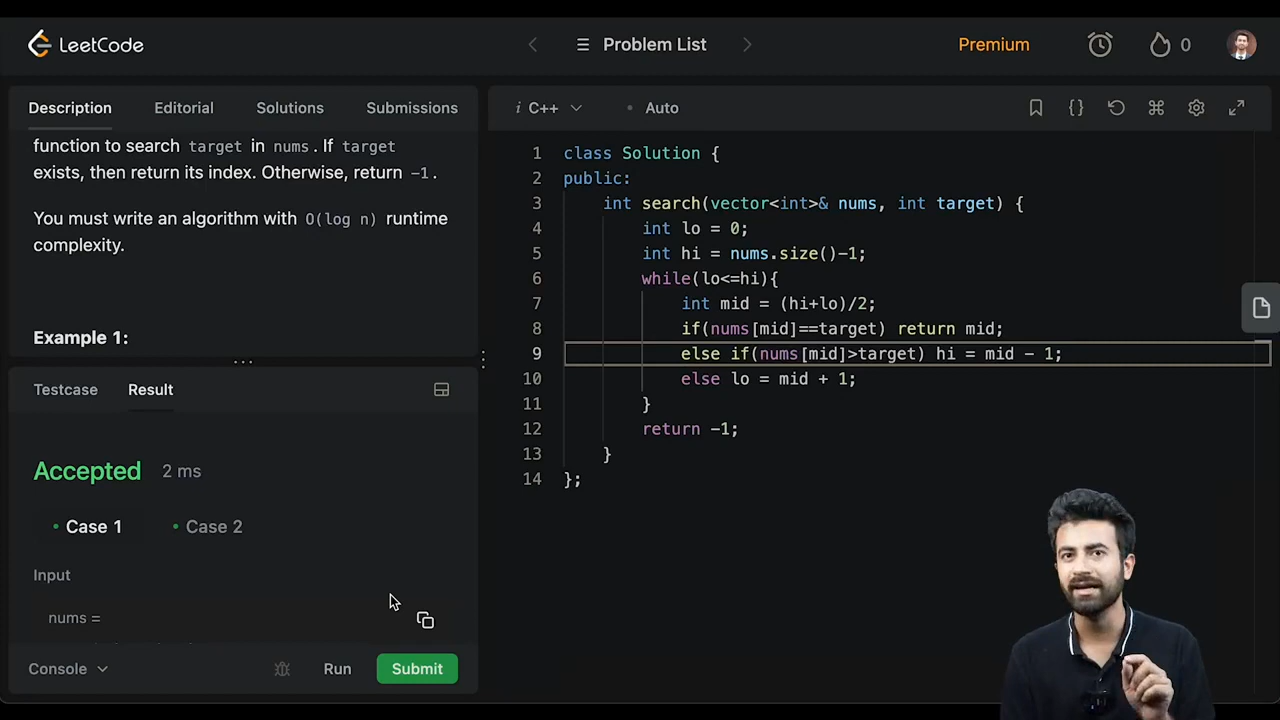 LeetCode
Problem List
Premium
0
Description
Editorial
Solutions
Submissions
function to search target in nums. If target
exists, then return its index. Otherwise, return -1.
You must write an algorithm with O(log n) runtime
complexity.
Example 1:
Testcase
Result
Accepted 2 ms
• Case 1
• Case 2
Input
nums =
Console
Run
Submit
i C++
• Auto
{}
1 class Solution {
2 public:
3 int search(vector<int>& nums, int target) {
4 int lo = 0;
5 int hi = nums.size()-1;
6 while(lo<=hi){
7 int mid = (hi+lo)/2;
8 if(nums[mid]==target) return mid;
9 else if(nums[mid]>target) hi = mid - 1;
10 else lo = mid + 1;
11 }
12 return -1;
13 }
14 };